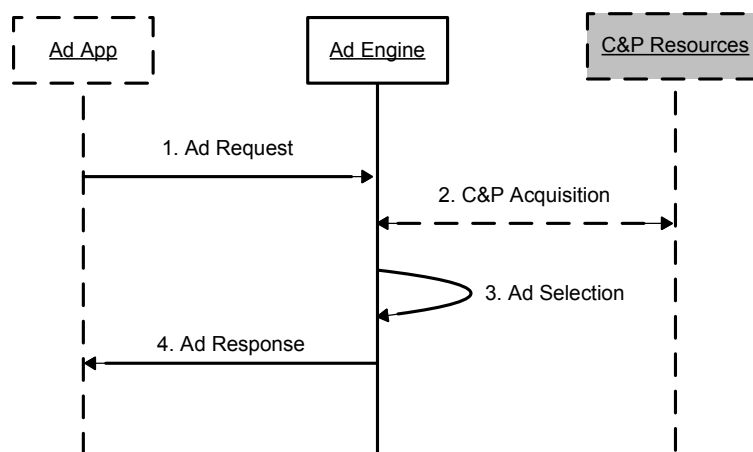 Ad App
Ad Engine
C&P Resources
1. Ad Request
2. C&P Acquisition
3. Ad Selection
4. Ad Response